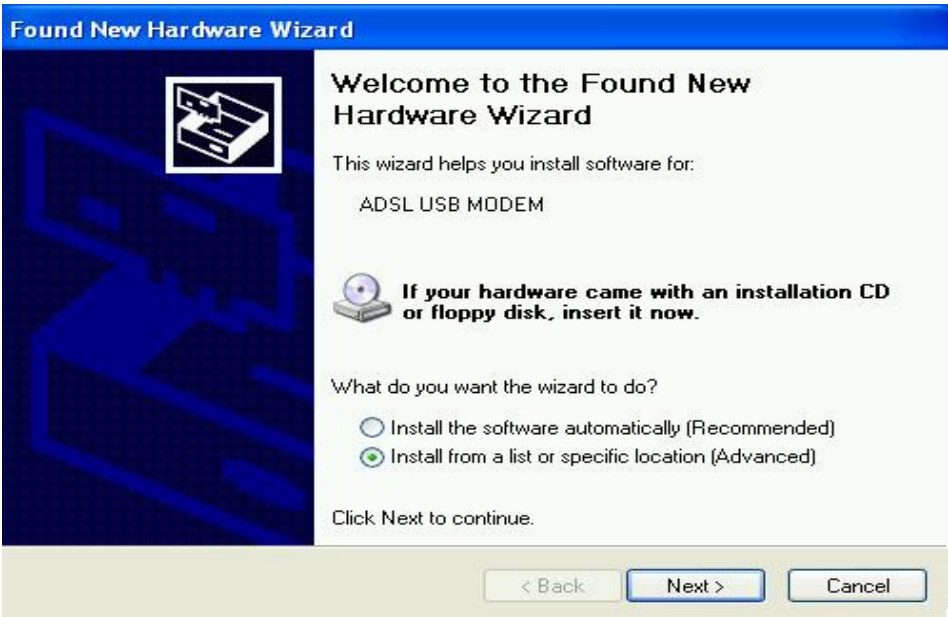 Found New Hardware Wizard
Welcome to the Found New
Hardware Wizard
This wizard helps you install software for:
ADSL USB MODEM
If your hardware came with an installation CD
or floppy disk, insert it now.
What do you want the wizard to do?
Install the software automatically (Recommended)
Install from a list or specific location (Advanced)
Click Next to continue.
< Back
Next >
Cancel